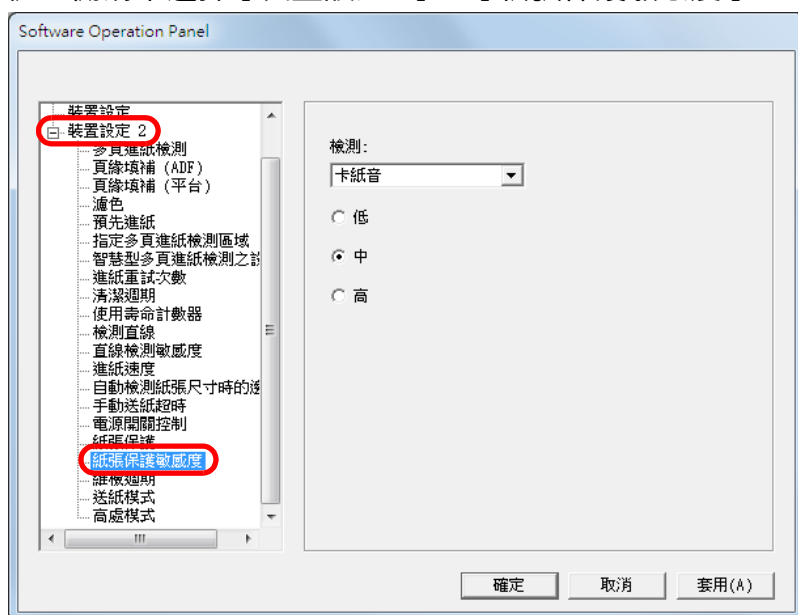 Software Operation Panel
裝置設定
裝置設定 2
多頁進紙檢測
頁緣填補 (ADF)
頁緣填補 (平台)
濾色
預先進紙
指定多頁進紙檢測區域
智慧型多頁進紙檢測之
進紙重試次數
清潔週期
使用壽命計數器
檢測直線
直線檢測敏感度
進紙速度
自動檢測紙張尺寸時的
手動送紙超時
電源開關控制
紙張保護
紙張保護敏感度
維檢週期
送紙模式
高處模式
檢測:
卡紙音
低
中
高
確定
取消
套用(A)